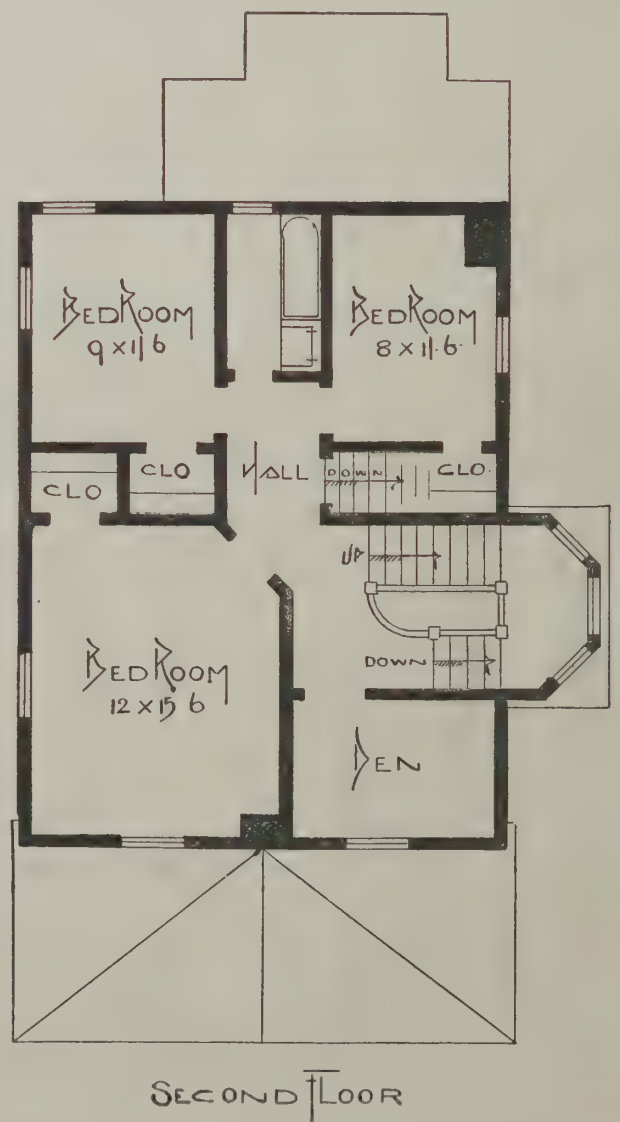 BEDROOM
9 x 11 6
BEDROOM
8 x 11.6.
CLO
CLO
HALL
DOWN
CLO.
UP
BEDROOM
12 x 15 6
DOWN
DEN
SECOND FLOOR